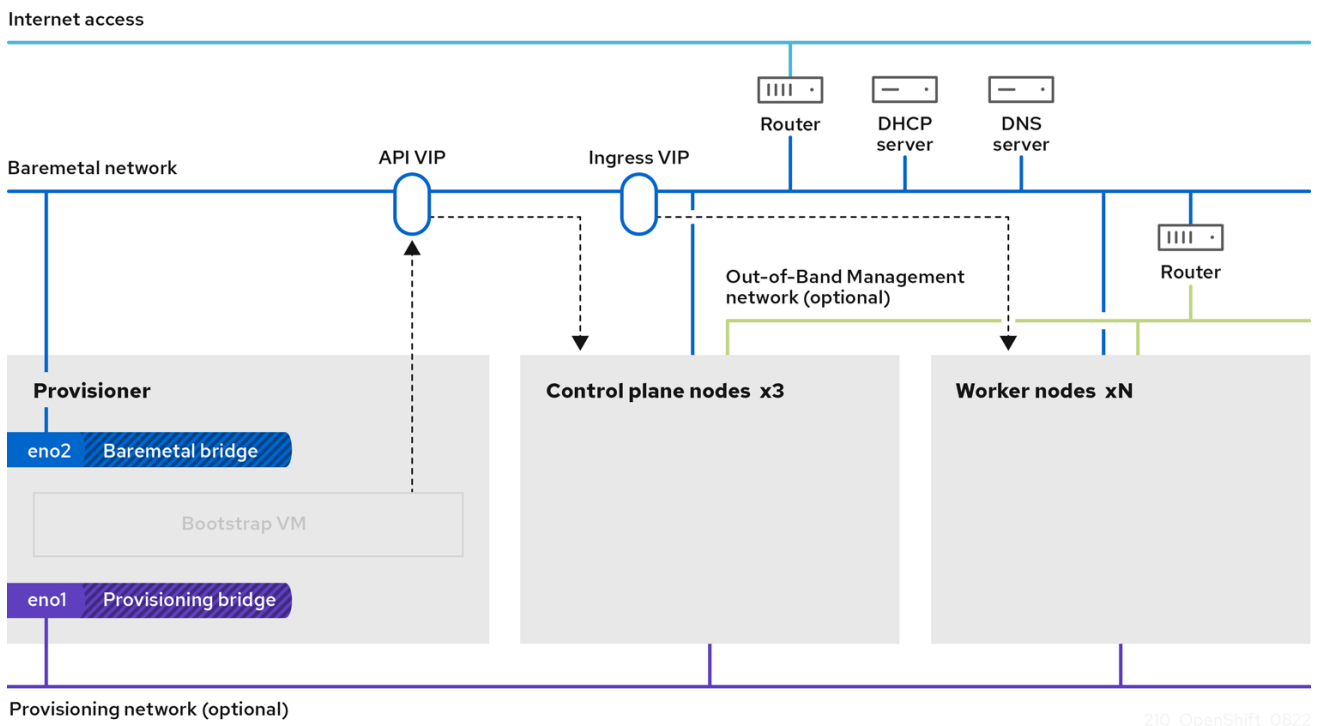 Internet access
Router
DHCP
server
DNS
server
Baremetal network
API VIP
Ingress VIP
Router
Out-of-Band Management
network (optional)
Provisioner
Control plane nodes x3
Worker nodes xN
eno2
Baremetal bridge
Bootstrap VM
eno1
Provisioning bridge
Provisioning network (optional)
210_OpenShift_0822